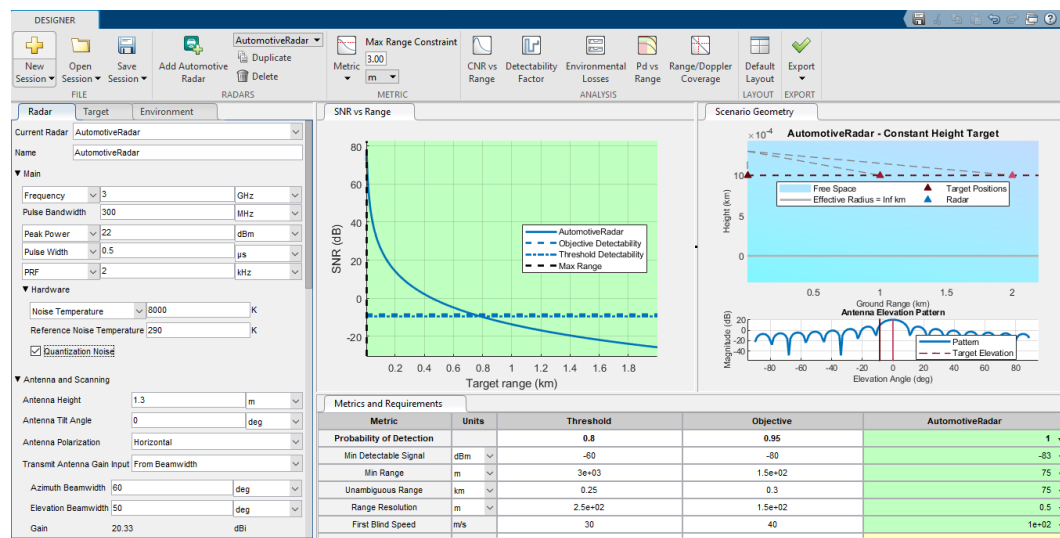 DESIGNER
New Session
Open Session
Save Session
FILE
Add Automotive Radar
AutomotiveRadar
Duplicate
Delete
RADARS
Metric
Max Range Constraint
3.00
m
METRIC
CNR vs Range
Detectability Factor
Environmental Losses
Pd vs Range
Range/Doppler Coverage
ANALYSIS
Default Layout
LAYOUT
Export
EXPORT
Radar Target Environment
Current Radar AutomotiveRadar
Name AutomotiveRadar
Main
Frequency 3 GHz
Pulse Bandwidth 300 MHz
Peak Power 22 dBm
Pulse Width 0.5 µs
PRF 2 kHz
Hardware
Noise Temperature 8000 K
Reference Noise Temperature 290 K
Quantization Noise
Antenna and Scanning
Antenna Height 1.3 m
Antenna Tilt Angle 0 deg
Antenna Polarization Horizontal
Transmit Antenna Gain Input From Beamwidth
Azimuth Beamwidth 60 deg
Elevation Beamwidth 50 deg
Gain 20.33 dBi
SNR vs Range
SNR (dB)
80
60
40
20
0
-20
AutomotiveRadar
Objective Detectability
Threshold Detectability
Max Range
0.2 0.4 0.6 0.8 1 1.2 1.4 1.6 1.8
Target range (km)
Scenario Geometry
×10-4 AutomotiveRadar - Constant Height Target
Height (km)
10
5
0
Free Space Target Positions
Effective Radius = Inf km Radar
0.5 1 1.5 2
Ground Range (km)
Antenna Elevation Pattern
Magnitude (dB)
20
0
-20
-40
Pattern
Target Elevation
-80 -60 -40 -20 0 20 40 60 80
Elevation Angle (deg)
Metrics and Requirements
Metric Units Threshold Objective AutomotiveRadar
Probability of Detection 0.8 0.95 1
Min Detectable Signal dBm -60 -80 -83
Min Range m 3e+03 1.5e+02 75
Unambiguous Range km 0.25 0.3 75
Range Resolution m 2.5e+02 1.5e+02 0.5
First Blind Speed m/s 30 40 1e+02